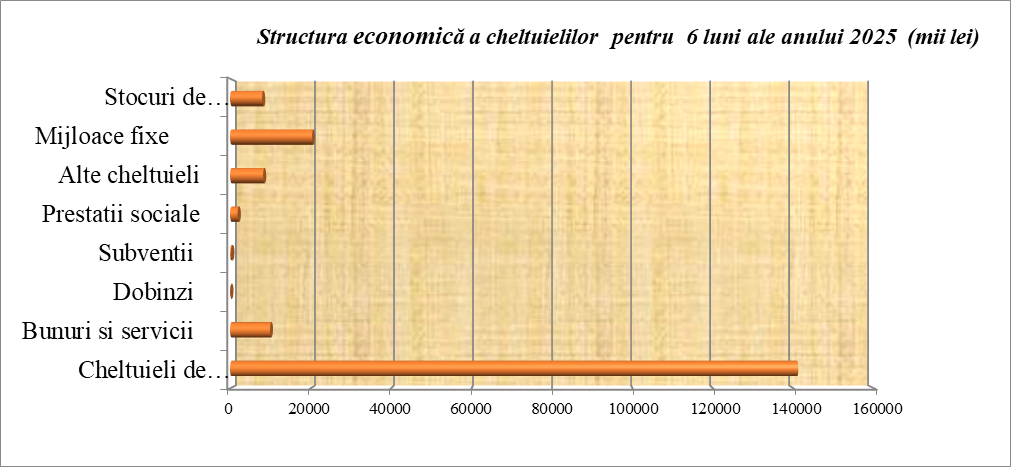 Structura economică a cheltuielilor pentru 6 luni ale anului 2025 (mii lei)
Stocuri de…
Mijloace fixe
Alte cheltuieli
Prestatii sociale
Subventii
Dobinzi
Bunuri si servicii
Cheltuieli de…
0 20000 40000 60000 80000 100000 120000 140000 160000